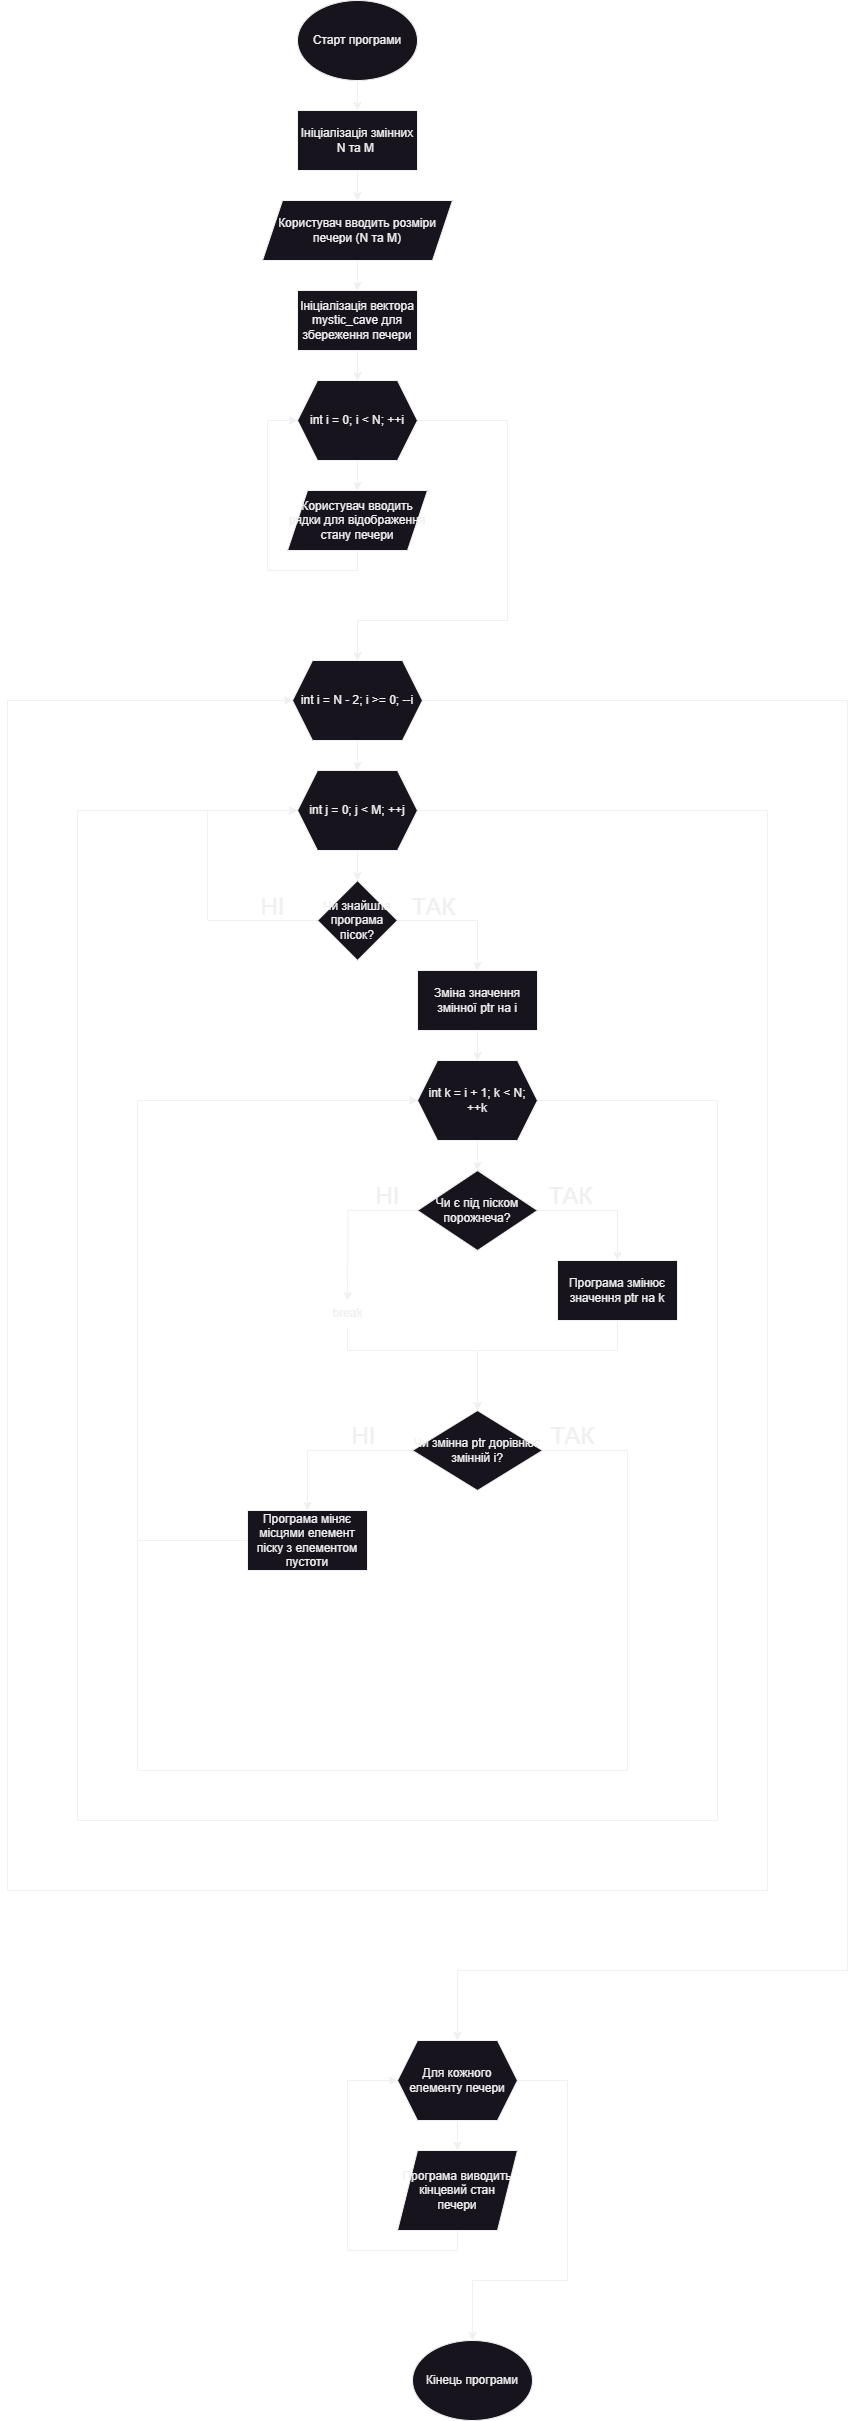 Старт програми
Ініціалізація змінних
N та M
Користувач вводить розміри
печери (N та M)
Ініціалізація вектора
mystic_cave для
збереження печери
int i = 0; i < N; ++i
Користувач вводить
рядки для відображення
стану печери
int i = N - 2; i >= 0; --i
int j = 0; j < M; ++j
НІ
Чи знайшла
програма
пісок?
ТАК
Зміна значення
змінної ptr на i
int k = i + 1; k < N;
++k
НІ
Чи є під піском
порожнеча?
ТАК
Програма змінює
значення ptr на k
break
НІ
Чи змінна ptr дорівнює
змінній i?
ТАК
Програма міняє
місцями елемент
піску з елементом
пустоти
Для кожного
елементу печери
Програма виводить
кінцевий стан
печери
Кінець програми